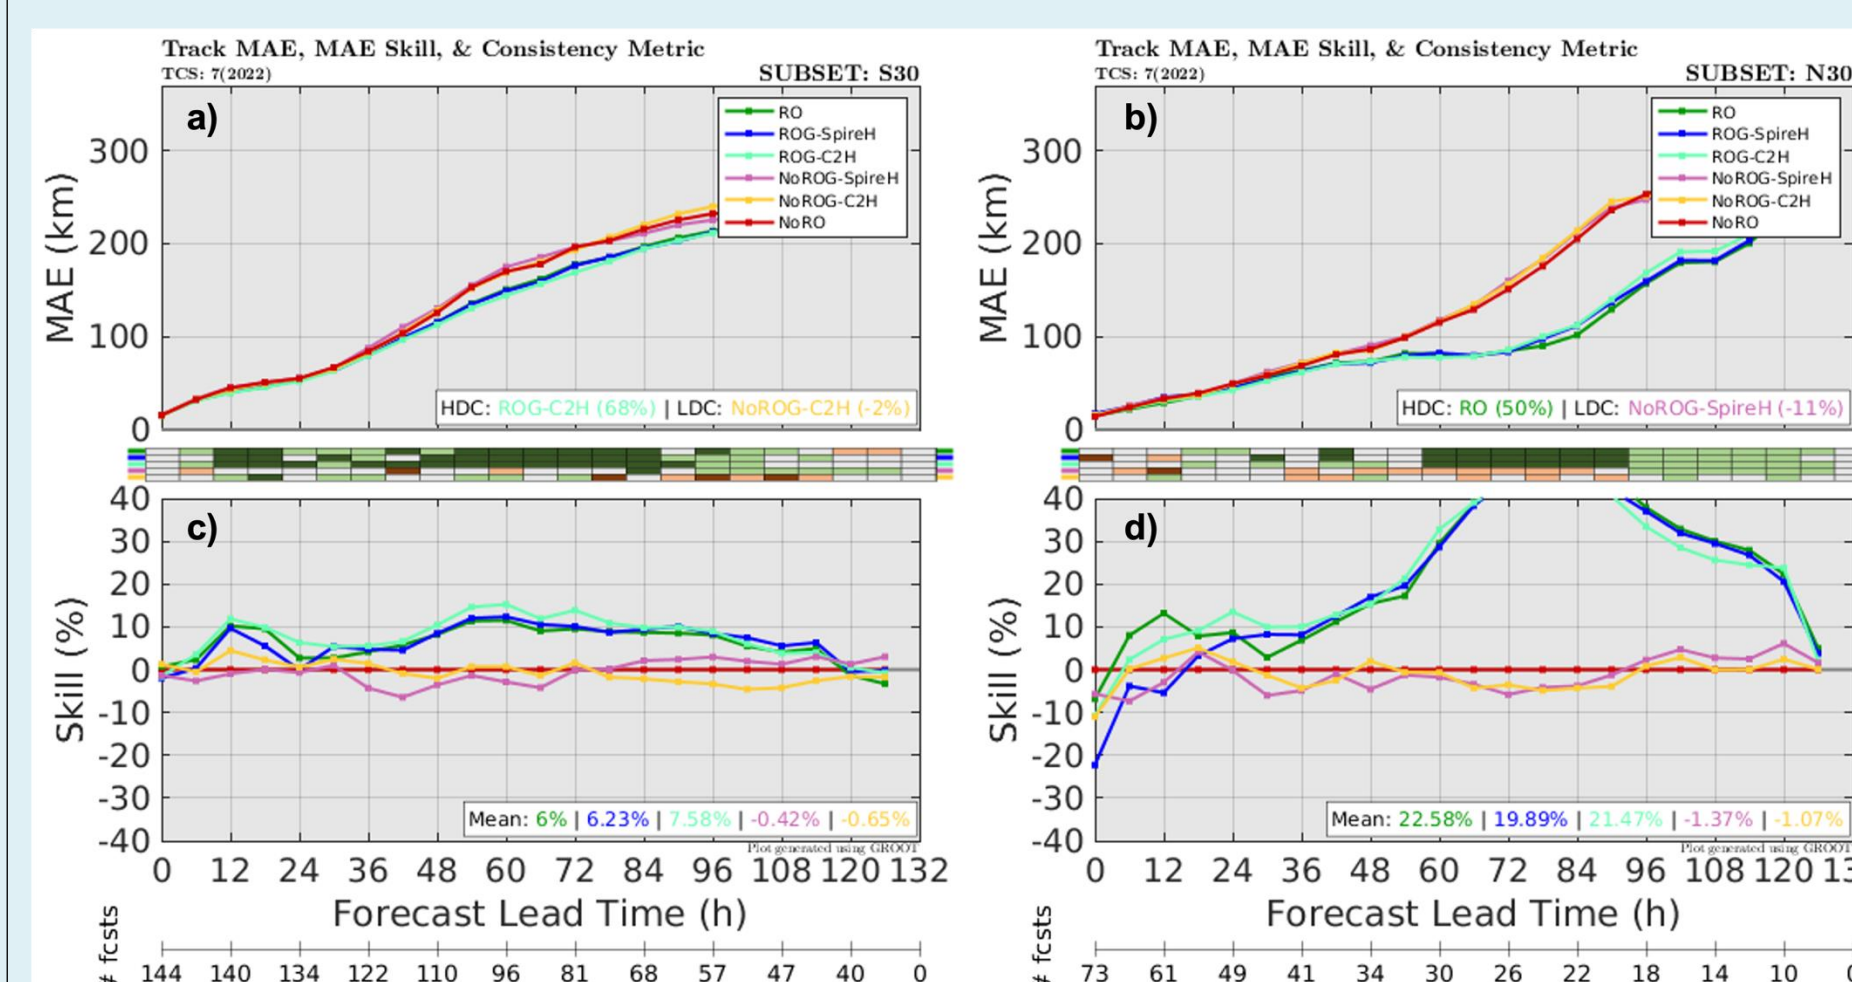 Track MAE, MAE Skill, & Consistency Metric
TCS: 7(2022)
SUBSET: S30
a)
RO
ROG-SpireH
ROG-C2H
NoROG-SpireH
NoROG-C2H
NoRO
MAE (km)
300
200
100
0
HDC: ROG-C2H (68%) | LDC: NoROG-C2H (-2%)
c)
Skill (%)
40
30
20
10
0
-10
-20
-30
-40
Mean: 6% | 6.23% | 7.58% | -0.42% | -0.65%
Plot generated using GROOT
0 12 24 36 48 60 72 84 96 108 120 132
Forecast Lead Time (h)
# fcsts
144 140 134 122 110 96 81 68 57 47 40 0
Track MAE, MAE Skill, & Consistency Metric
TCS: 7(2022)
SUBSET: N30
b)
RO
ROG-SpireH
ROG-C2H
NoROG-SpireH
NoROG-C2H
NoRO
MAE (km)
300
200
100
0
HDC: RO (50%) | LDC: NoROG-SpireH (-11%)
d)
Skill (%)
40
30
20
10
0
-10
-20
-30
-40
Mean: 22.58% | 19.89% | 21.47% | -1.37% | -1.07%
Plot generated using GROOT
0 12 24 36 48 60 72 84 96 108 120
Forecast Lead Time (h)
# fcsts
73 61 49 41 34 30 26 22 18 14 10